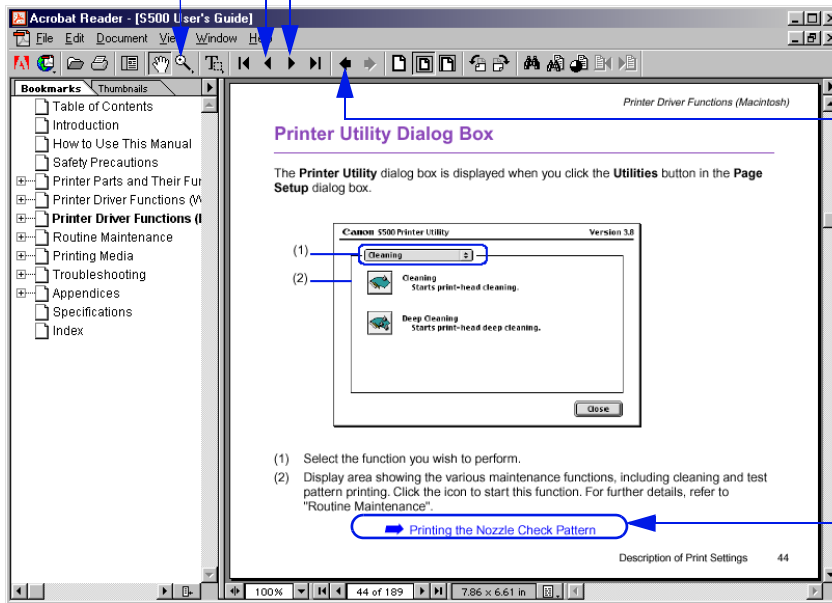 Acrobat Reader - [S500 User's Guide]
File Edit Document View Window Help
Bookmarks Thumbnails
Table of Contents
Introduction
How to Use This Manual
Safety Precautions
Printer Parts and Their Fur
Printer Driver Functions (W
Printer Driver Functions (I
Routine Maintenance
Printing Media
Troubleshooting
Appendices
Specifications
Index
Printer Driver Functions (Macintosh)
Printer Utility Dialog Box
The Printer Utility dialog box is displayed when you click the Utilities button in the Page
Setup dialog box.
Canon S500 Printer Utility Version 3.8
(1) Cleaning
(2) Cleaning
Starts print-head cleaning.
Deep Cleaning
Starts print-head deep cleaning.
Close
(1) Select the function you wish to perform.
(2) Display area showing the various maintenance functions, including cleaning and test
pattern printing. Click the icon to start this function. For further details, refer to
"Routine Maintenance".
Printing the Nozzle Check Pattern
Description of Print Settings 44
100% 44 of 189 7.86 x 6.61 in